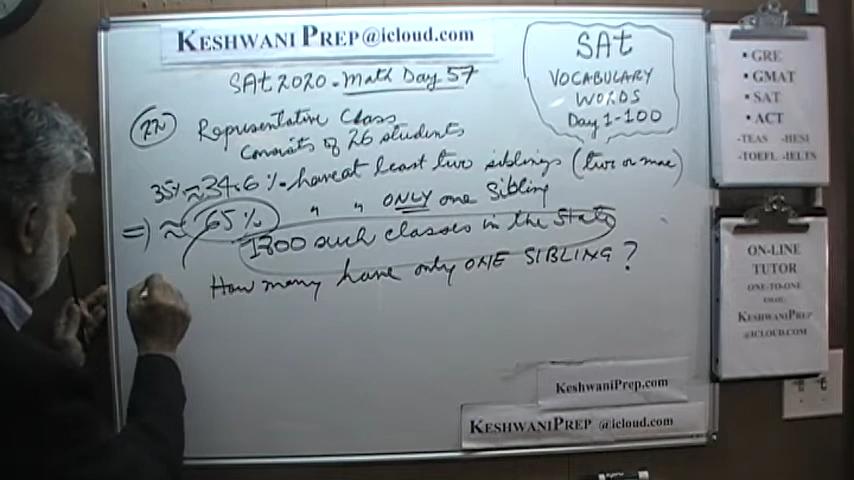 KESHWANI PREP@icloud.com
SAt 2020 - Math Day 57
22 Representative Class
consists of 26 students
35% ≈ 34.6% have at least two siblings (two or more)
⇒ ≈ 65% " " ONLY one sibling
1800 such classes in the State
How many have only ONE SIBLING?
SAt
VOCABULARY
WORDS
Day 1-100
• GRE
• GMAT
• SAT
• ACT
-TEAS -HESI
-TOEFL -IELTS
ON-LINE
TUTOR
ONE-TO-ONE
KESHWANIPREP
@ICLOUD.COM
KESHWANIPREP.com
KESHWANIPREP @icloud.com